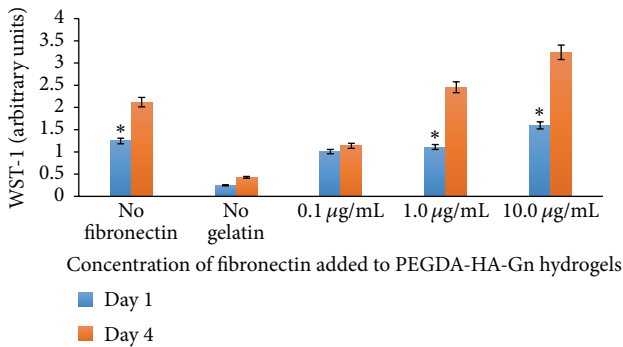 WST-1 (arbitrary units)
4
3.5
3
2.5
2
1.5
1
0.5
0
*
*
*
No fibronectin
No gelatin
0.1 μg/mL
1.0 μg/mL
10.0 μg/mL
Concentration of fibronectin added to PEGDA-HA-Gn hydrogels
Day 1
Day 4